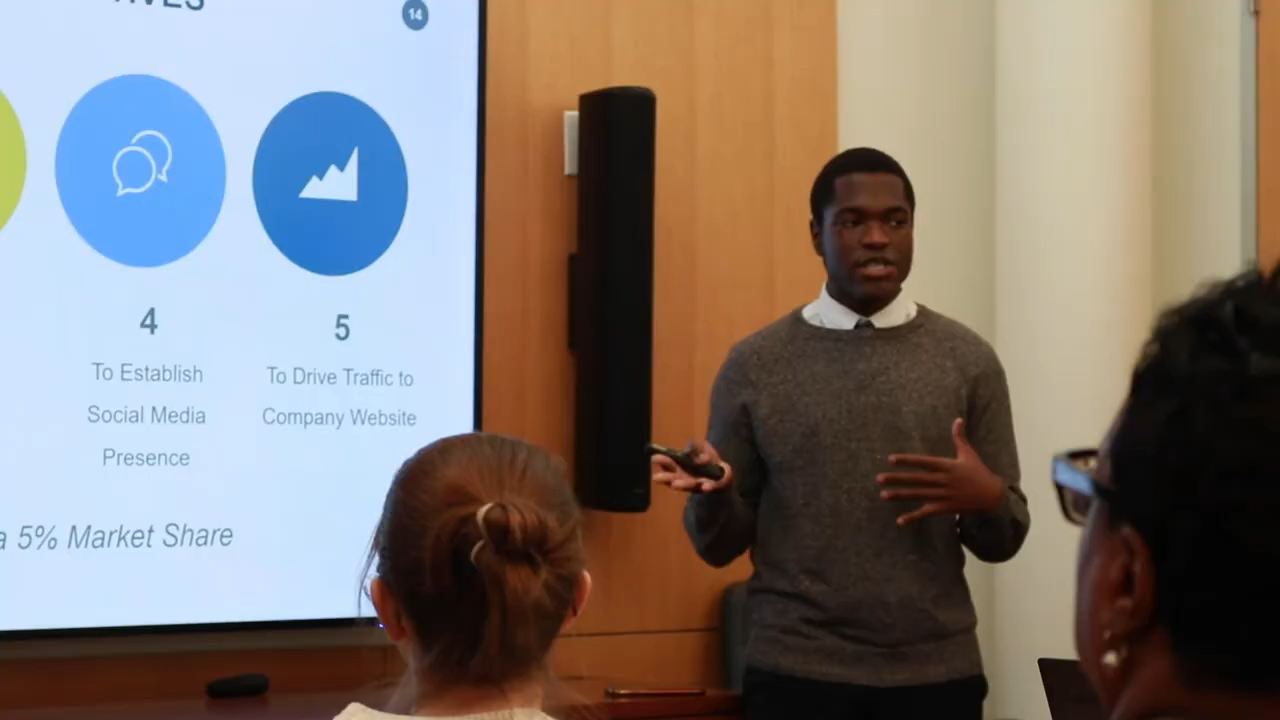 14
4
To Establish
Social Media
Presence
5
To Drive Traffic to
Company Website
5% Market Share